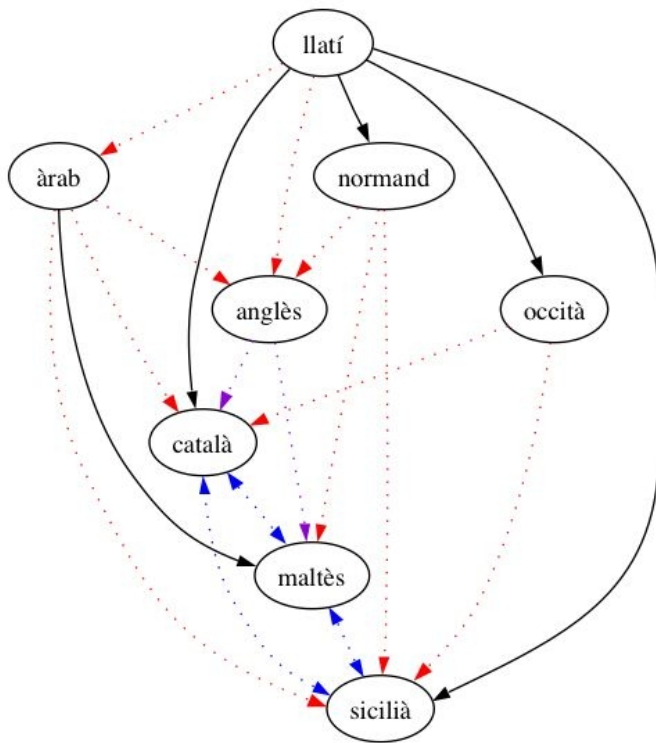 llatí
àrab
normand
anglès
occità
català
maltès
sicilià